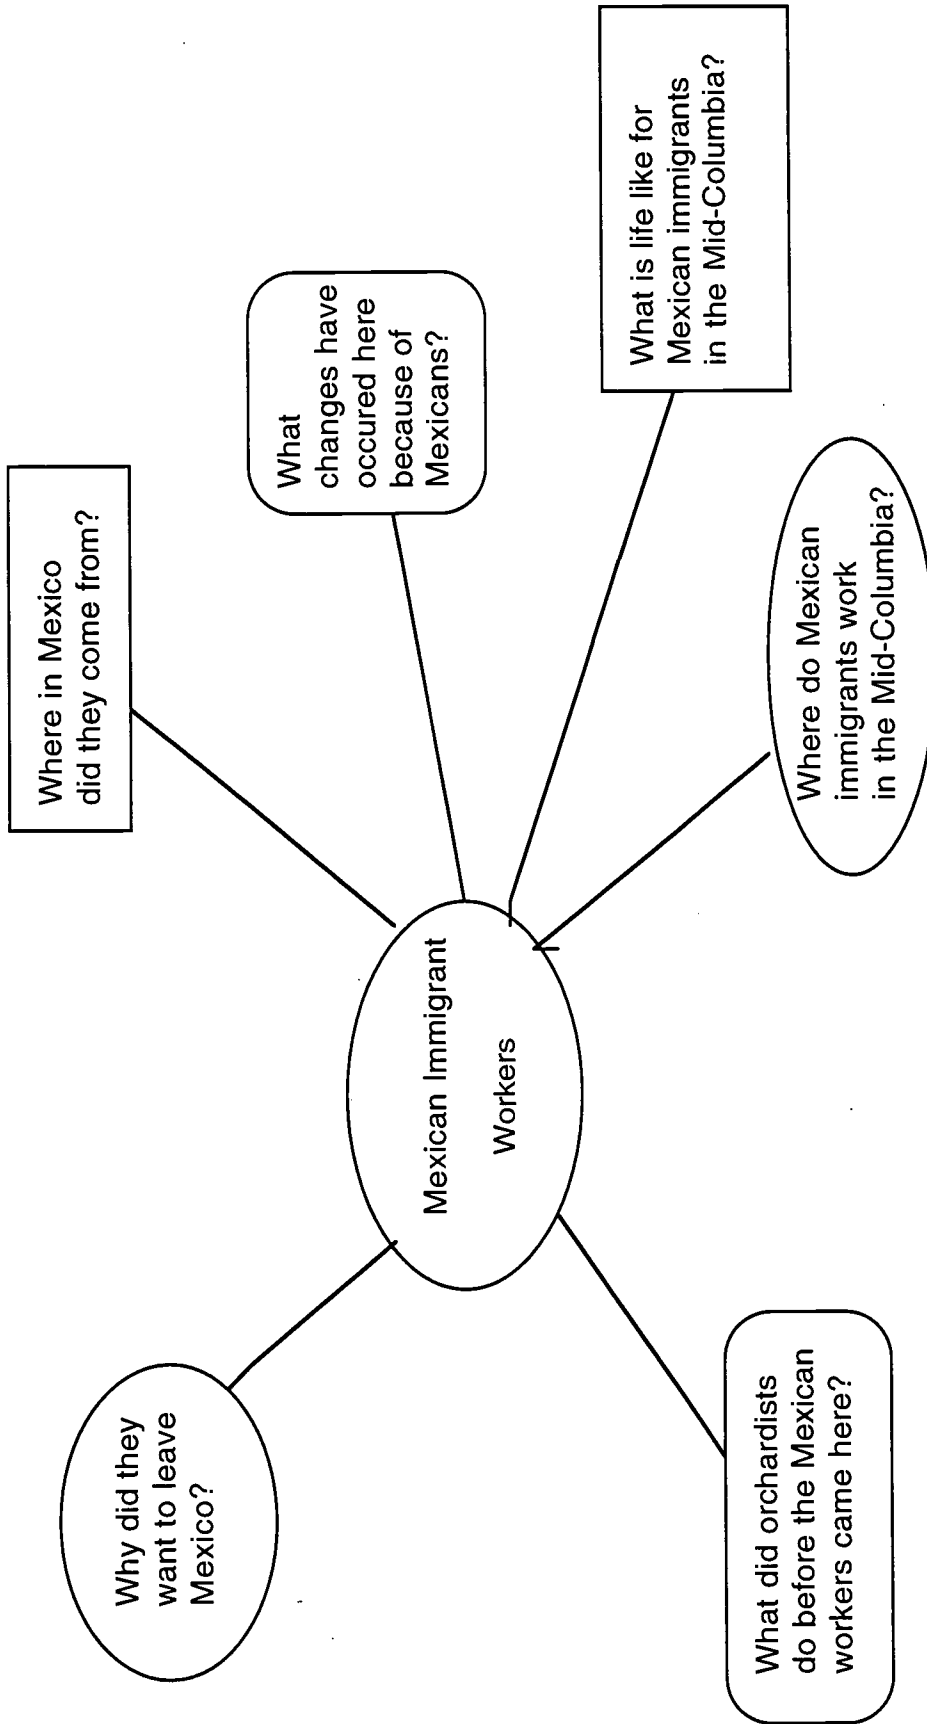 Why did they
want to leave
Mexico?
Where in Mexico
did they come from?
What
changes have
occured here
because of
Mexicans?
Mexican Immigrant
Workers
What is life like for
Mexican immigrants
in the Mid-Columbia?
Where do Mexican
immigrants work
in the Mid-Columbia?
What did orchardists
do before the Mexican
workers came here?